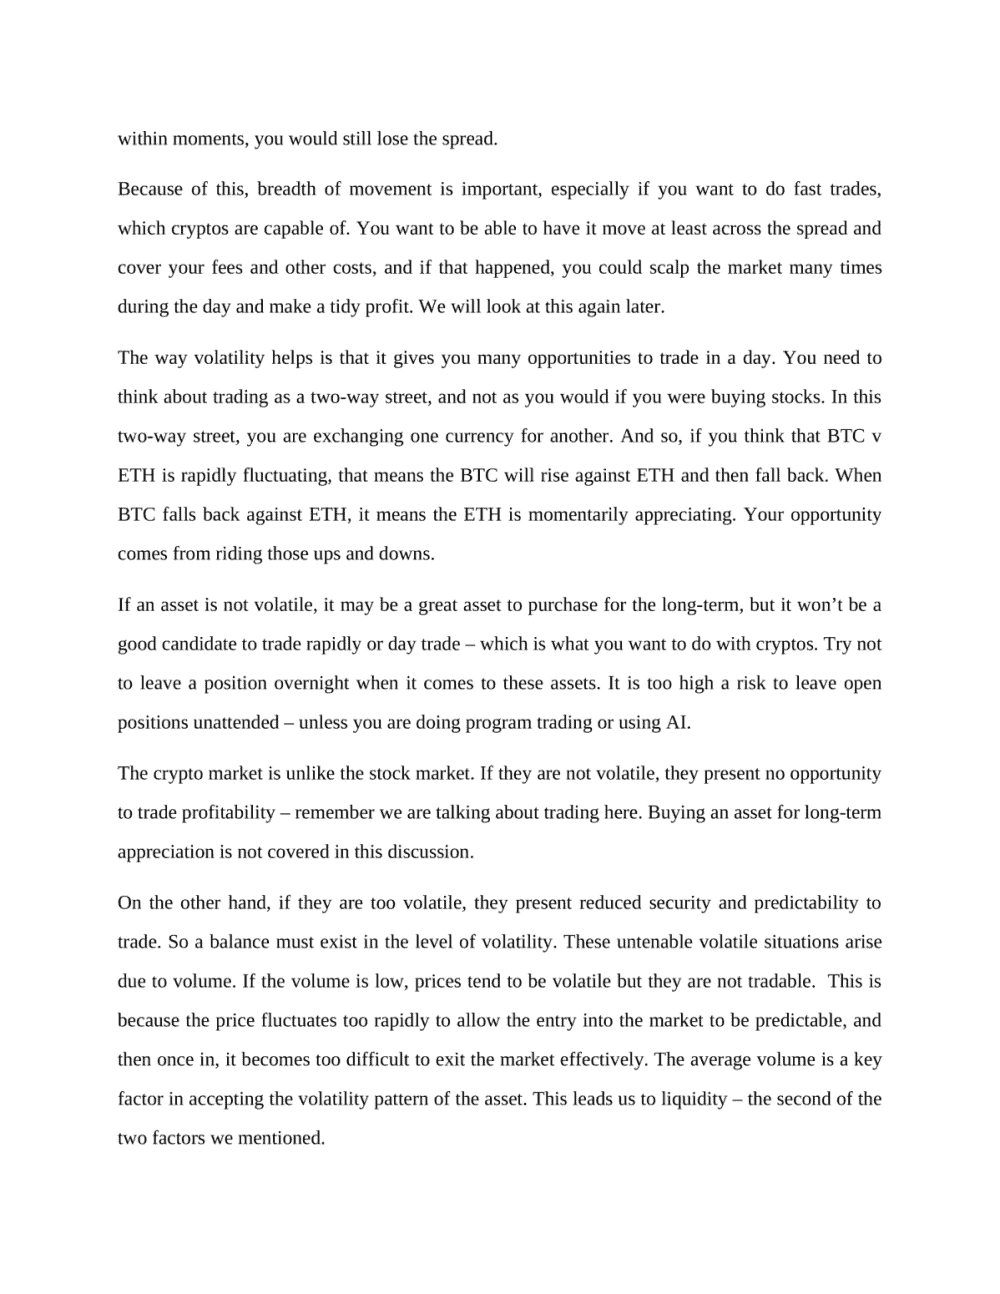 within moments, you would still lose the spread.
Because of this, breadth of movement is important, especially if you want to do fast trades,
which cryptos are capable of. You want to be able to have it move at least across the spread and
cover your fees and other costs, and if that happened, you could scalp the market many times
during the day and make a tidy profit. We will look at this again later.
The way volatility helps is that it gives you many opportunities to trade in a day. You need to
think about trading as a two-way street, and not as you would if you were buying stocks. In this
two-way street, you are exchanging one currency for another. And so, if you think that BTC v
ETH is rapidly fluctuating, that means the BTC will rise against ETH and then fall back. When
BTC falls back against ETH, it means the ETH is momentarily appreciating. Your opportunity
comes from riding those ups and downs.
If an asset is not volatile, it may be a great asset to purchase for the long-term, but it won’t be a
good candidate to trade rapidly or day trade – which is what you want to do with cryptos. Try not
to leave a position overnight when it comes to these assets. It is too high a risk to leave open
positions unattended – unless you are doing program trading or using AI.
The crypto market is unlike the stock market. If they are not volatile, they present no opportunity
to trade profitability – remember we are talking about trading here. Buying an asset for long-term
appreciation is not covered in this discussion.
On the other hand, if they are too volatile, they present reduced security and predictability to
trade. So a balance must exist in the level of volatility. These untenable volatile situations arise
due to volume. If the volume is low, prices tend to be volatile but they are not tradable.  This is
because the price fluctuates too rapidly to allow the entry into the market to be predictable, and
then once in, it becomes too difficult to exit the market effectively. The average volume is a key
factor in accepting the volatility pattern of the asset. This leads us to liquidity – the second of the
two factors we mentioned.